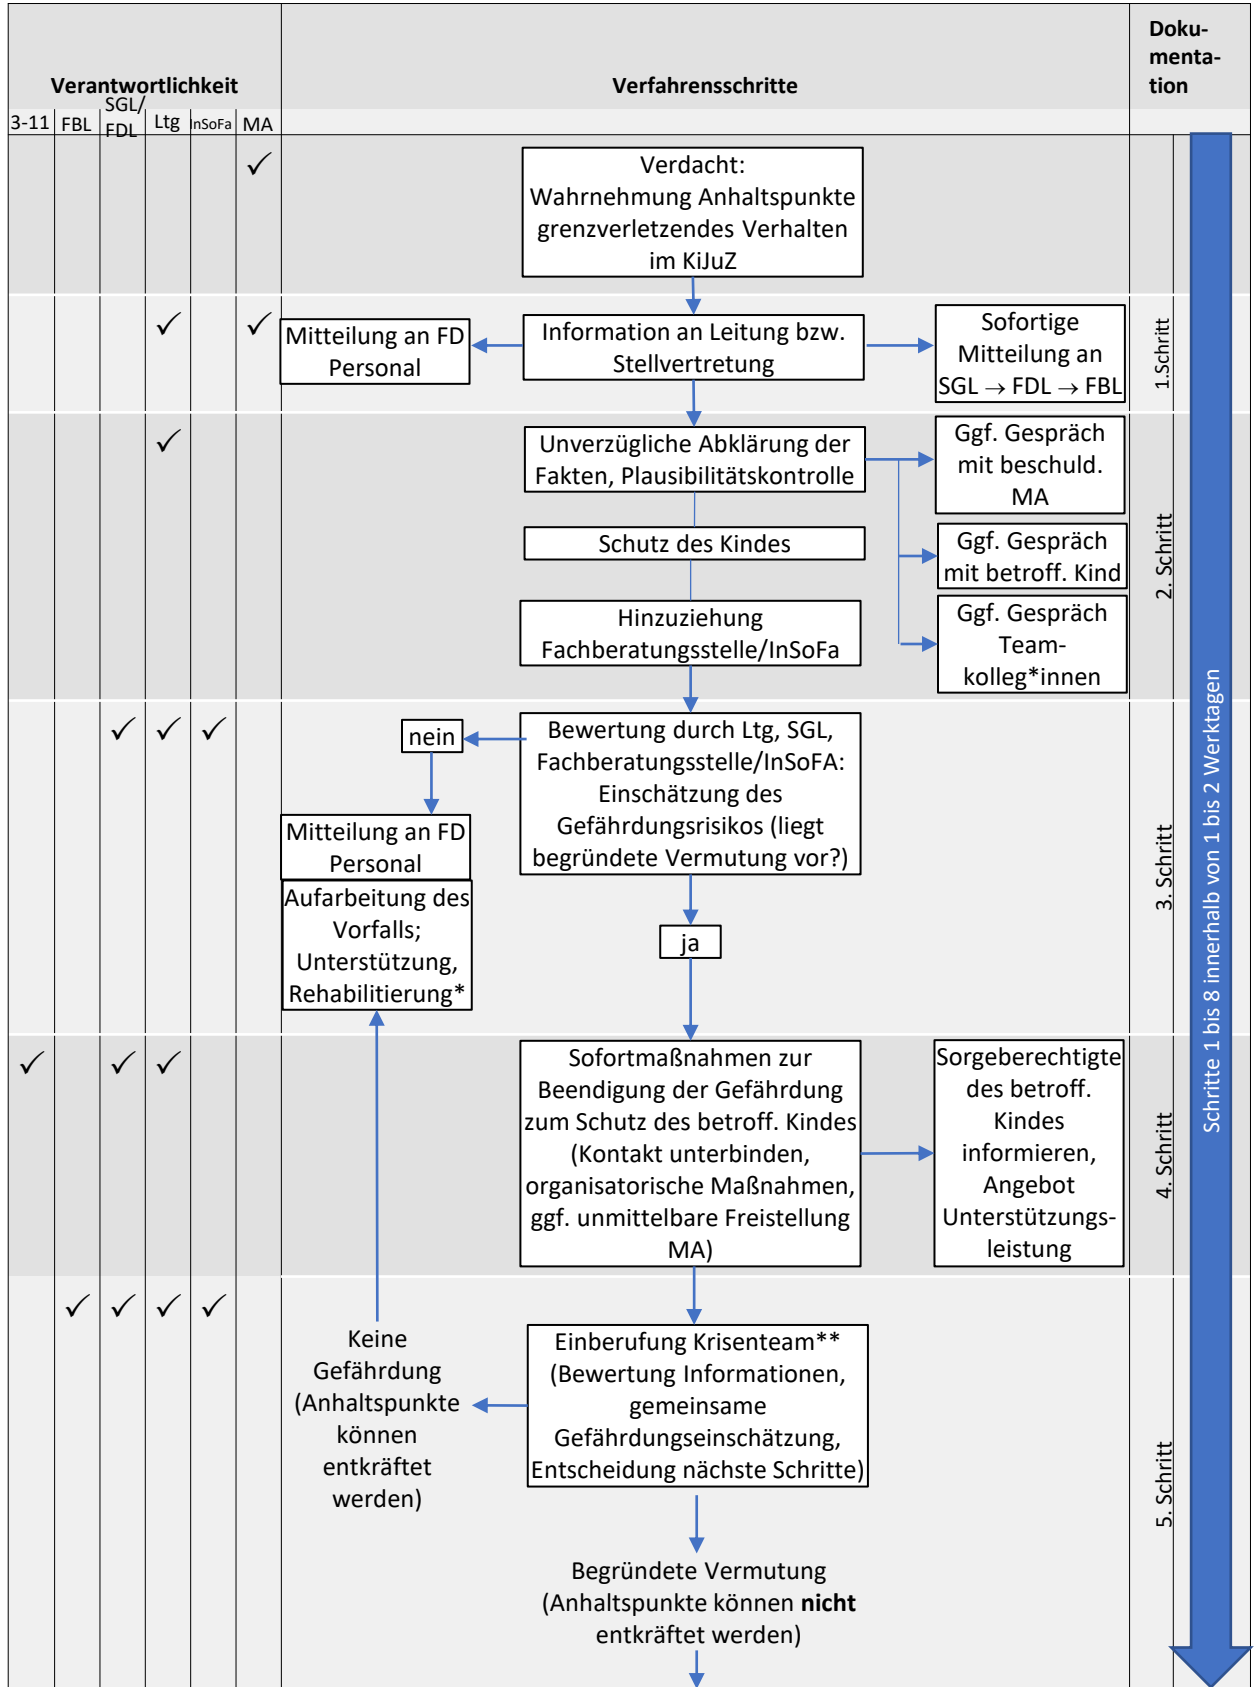 Verantwortlichkeit
Verfahrensschritte
Doku-
menta-
tion
3-11
FBL
SGL/
FDL
Ltg
InSoFa
MA
✓
Verdacht:
Wahrnehmung Anhaltspunkte
grenzverletzendes Verhalten
im KiJuZ
✓
✓
Mitteilung an FD
Personal
Information an Leitung bzw.
Stellvertretung
Sofortige
Mitteilung an
SGL → FDL → FBL
1.Schritt
✓
Unverzügliche Abklärung der
Fakten, Plausibilitätskontrolle
Ggf. Gespräch
mit beschuld.
MA
Schutz des Kindes
Ggf. Gespräch
mit betroff. Kind
Hinzuziehung
Fachberatungsstelle/InSoFa
Ggf. Gespräch
Team-
kolleg*innen
2. Schritt
✓ ✓ ✓
nein
Bewertung durch Ltg, SGL,
Fachberatungsstelle/InSoFA:
Einschätzung des
Gefährdungsrisikos (liegt
begründete Vermutung vor?)
Mitteilung an FD
Personal
Aufarbeitung des
Vorfalls;
Unterstützung,
Rehabilitierung*
ja
3. Schritt
✓ ✓ ✓
Sofortmaßnahmen zur
Beendigung der Gefährdung
zum Schutz des betroff. Kindes
(Kontakt unterbinden,
organisatorische Maßnahmen,
ggf. unmittelbare Freistellung
MA)
Sorgeberechtigte
des betroff.
Kindes
informieren,
Angebot
Unterstützungs-
leistung
4. Schritt
✓ ✓ ✓ ✓
Keine
Gefährdung
(Anhaltspunkte
können
entkräftet
werden)
Einberufung Krisenteam**
(Bewertung Informationen,
gemeinsame
Gefährdungseinschätzung,
Entscheidung nächste Schritte)
Begründete Vermutung
(Anhaltspunkte können nicht
entkräftet werden)
5. Schritt
Schritte 1 bis 8 innerhalb von 1 bis 2 Werktagen